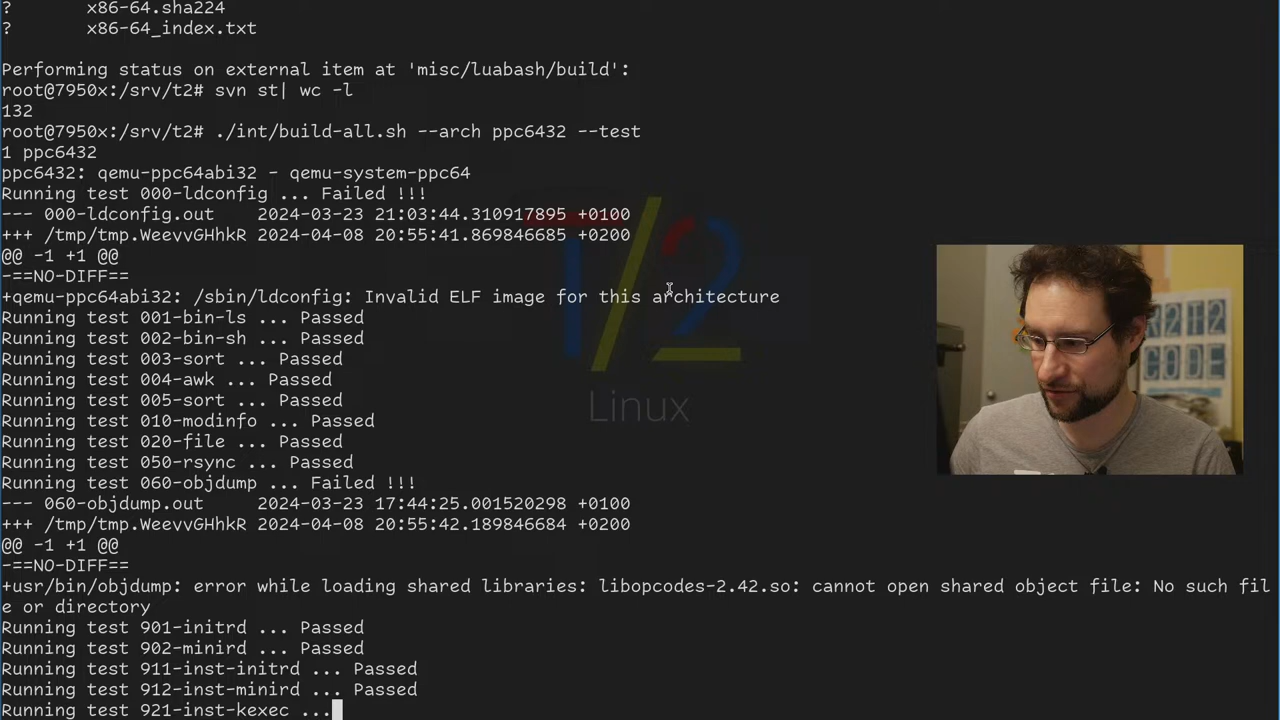 ?       x86-64.sha224
?       x86-64_index.txt
Performing status on external item at 'misc/luabash/build':
root@7950x:/srv/t2# svn st| wc -l
132
root@7950x:/srv/t2# ./int/build-all.sh --arch ppc6432 --test
1 ppc6432
ppc6432: qemu-ppc64abi32 - qemu-system-ppc64
Running test 000-ldconfig ... Failed !!!
--- 000-ldconfig.out    2024-03-23 21:03:44.310917895 +0100
+++ /tmp/tmp.WeevvGHhkR 2024-04-08 20:55:41.869846685 +0200
@@ -1 +1 @@
-==NO-DIFF==
+qemu-ppc64abi32: /sbin/ldconfig: Invalid ELF image for this architecture
Running test 001-bin-ls ... Passed
Running test 002-bin-sh ... Passed
Running test 003-sort ... Passed
Running test 004-awk ... Passed
Running test 005-sort ... Passed
Running test 010-modinfo ... Passed
Running test 020-file ... Passed
Running test 050-rsync ... Passed
Running test 060-objdump ... Failed !!!
--- 060-objdump.out     2024-03-23 17:44:25.001520298 +0100
+++ /tmp/tmp.WeevvGHhkR 2024-04-08 20:55:42.189846684 +0200
@@ -1 +1 @@
-==NO-DIFF==
+usr/bin/objdump: error while loading shared libraries: libopcodes-2.42.so: cannot open shared object file: No such fil
e or directory
Running test 901-initrd ... Passed
Running test 902-minird ... Passed
Running test 911-inst-initrd ... Passed
Running test 912-inst-minird ... Passed
Running test 921-inst-kexec ...
T/2
Linux
CODE